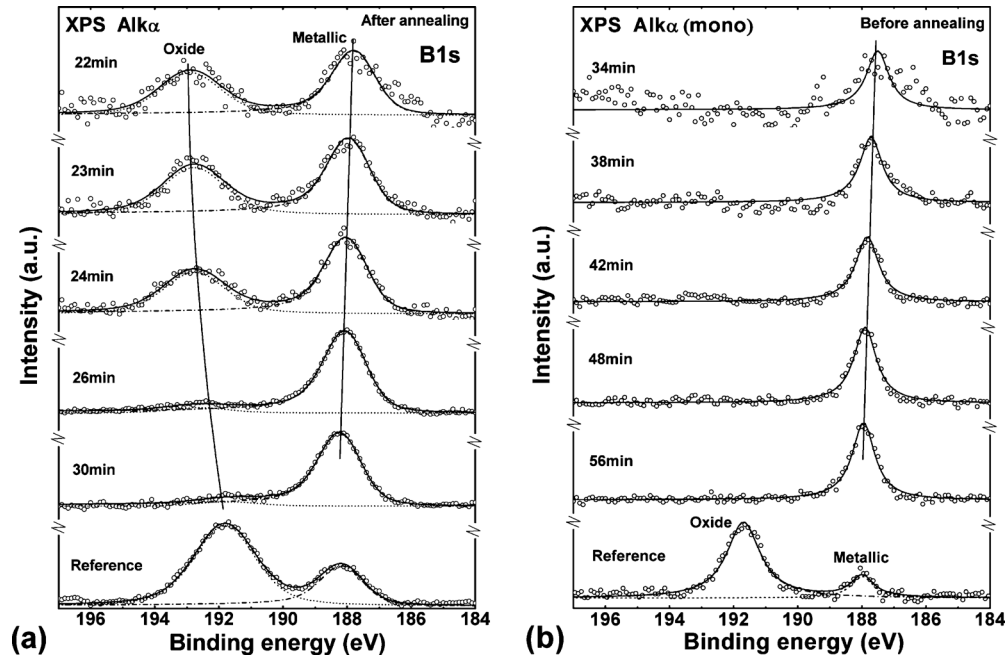 XPS Alkα
After annealing
Oxide
Metallic
B1s
22min
23min
24min
26min
30min
Reference
Intensity (a.u.)
196 194 192 190 188 186 184
Binding energy (eV)
(a)
XPS Alkα (mono)
Before annealing
B1s
34min
38min
42min
48min
56min
Oxide
Reference
Metallic
Intensity (a.u.)
196 194 192 190 188 186 184
Binding energy (eV)
(b)